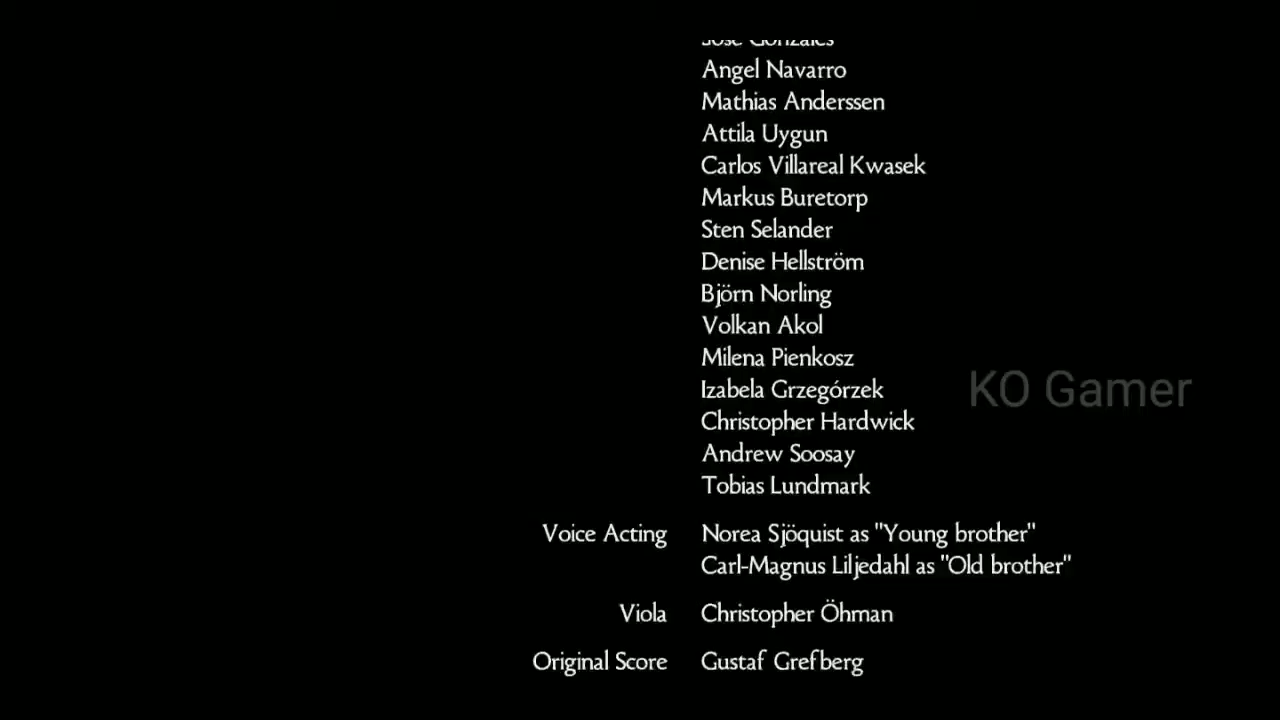 Jose Gonzales
Angel Navarro
Mathias Anderssen
Attila Uygun
Carlos Villareal Kwasek
Markus Buretorp
Sten Selander
Denise Hellström
Björn Norling
Volkan Akol
Milena Pienkosz
Izabela Grzegórzek
KO Gamer
Christopher Hardwick
Andrew Soosay
Tobias Lundmark
Voice Acting Norea Sjöquist as "Young brother"
Carl-Magnus Liljedahl as "Old brother"
Viola Christopher Öhman
Original Score Gustaf Grefberg